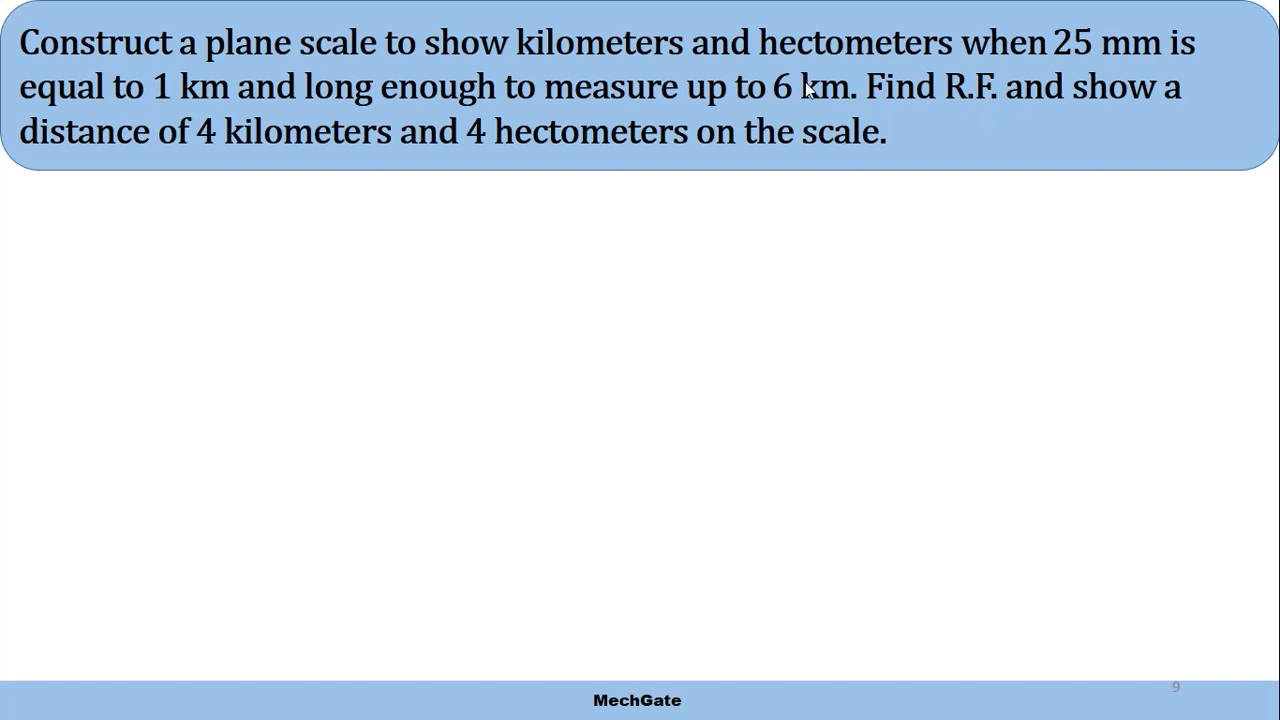 Construct a plane scale to show kilometers and hectometers when 25 mm is
equal to 1 km and long enough to measure up to 6 km. Find R.F. and show a
distance of 4 kilometers and 4 hectometers on the scale.
9
MechGate